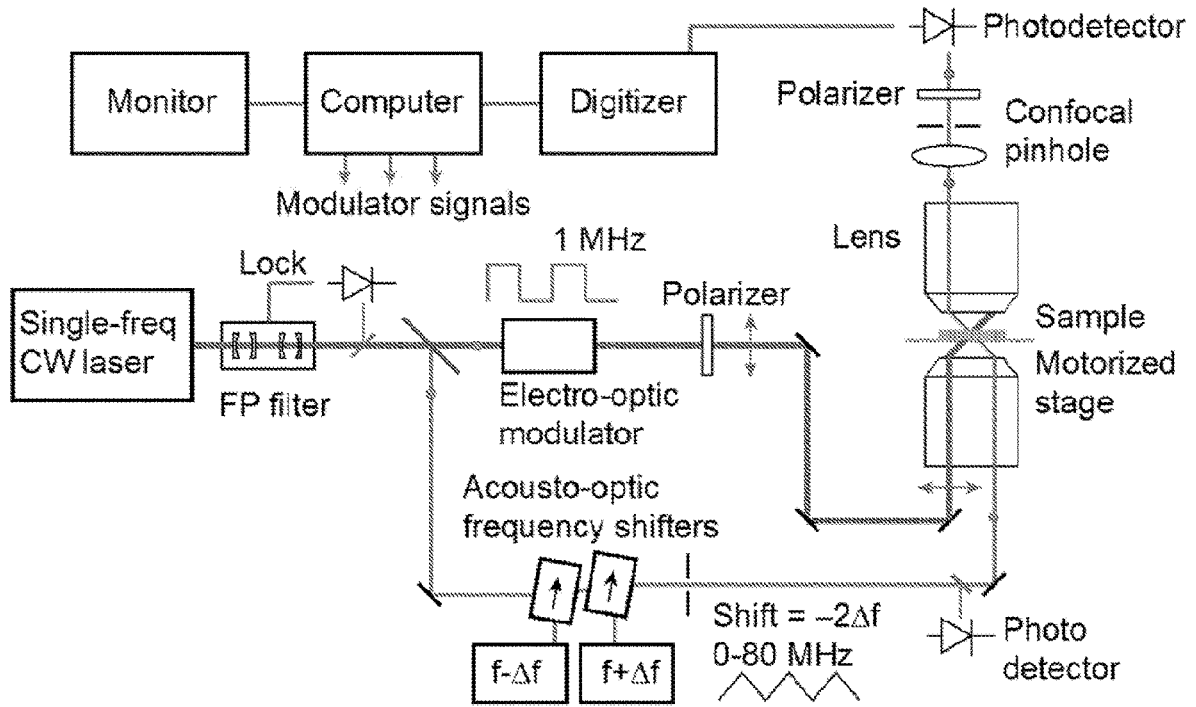 Monitor
Computer
Digitizer
Photodetector
Polarizer
Confocal
pinhole
Modulator signals
Lens
1 MHz
Lock
Polarizer
Single-freq
CW laser
Sample
Motorized
stage
FP filter
Electro-optic
modulator
Acousto-optic
frequency shifters
Shift = –2Δf
0-80 MHz
Photo
detector
f-Δf
f+Δf